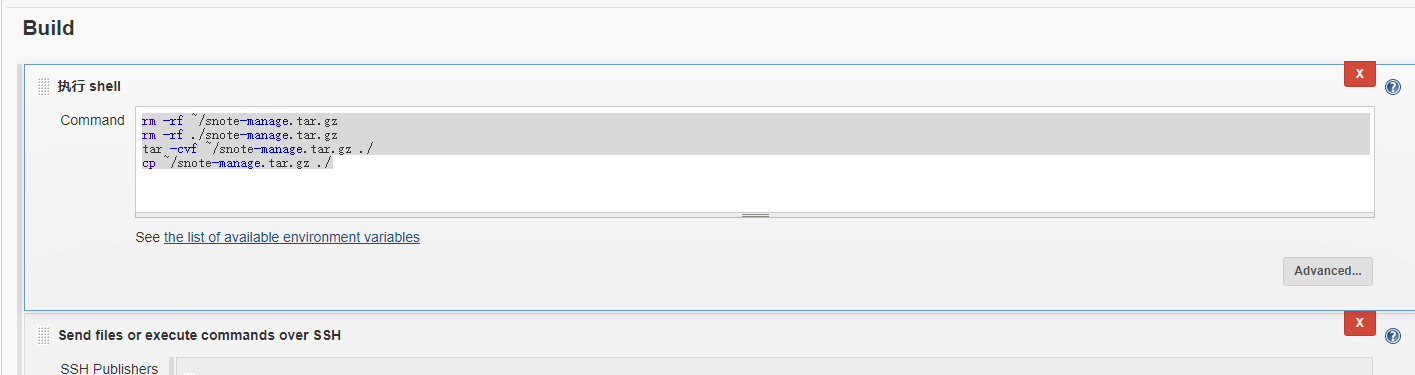 Build
执行 shell
X
Command
rm -rf ~/snote-manage.tar.gz
rm -rf ./snote-manage.tar.gz
tar -cvf ~/snote-manage.tar.gz ./
cp ~/snote-manage.tar.gz ./
See the list of available environment variables
Advanced...
Send files or execute commands over SSH
X
SSH Publishers